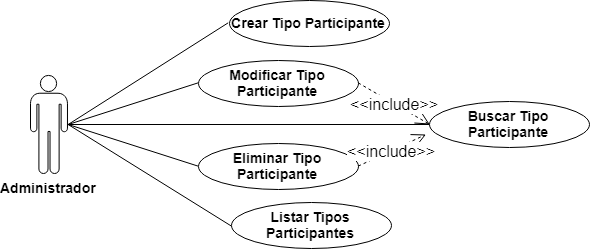 Crear Tipo Participante
Modificar Tipo
Participante
<<include>>
Buscar Tipo
Participante
<<include>>
Eliminar Tipo
Participante
Administrador
Listar Tipos
Participantes